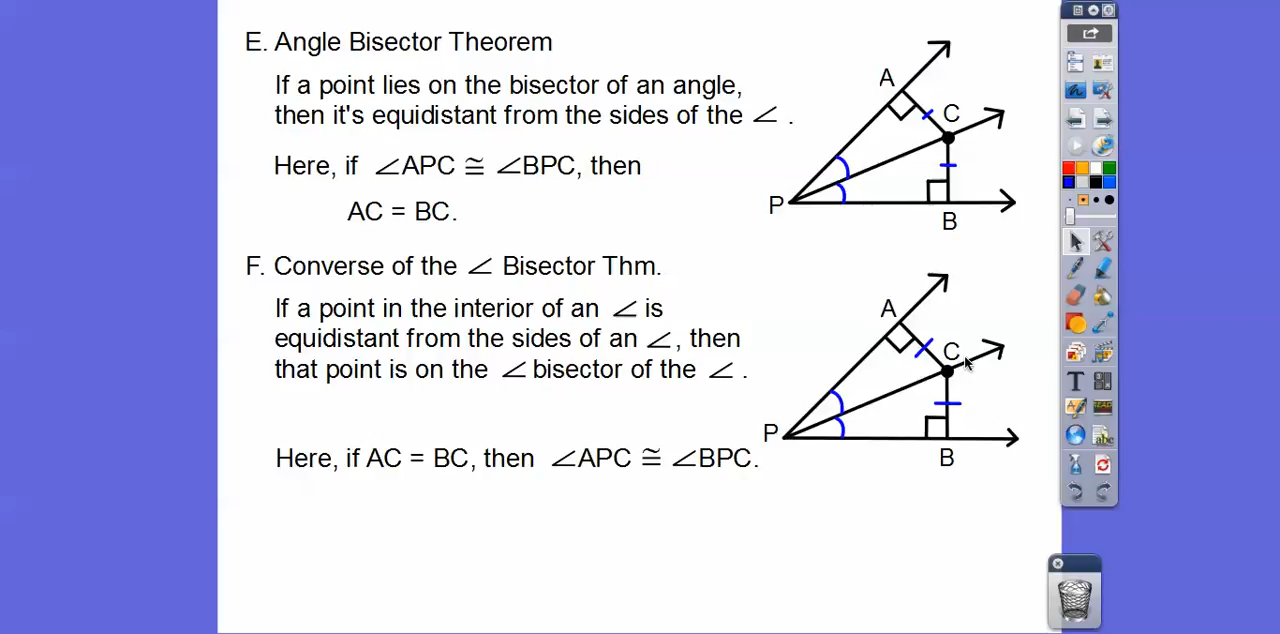 E. Angle Bisector Theorem
If a point lies on the bisector of an angle,
then it's equidistant from the sides of the ∠ .
Here, if ∠APC ≅ ∠BPC, then
AC = BC.
A
C
P
B
F. Converse of the ∠ Bisector Thm.
If a point in the interior of an ∠ is
equidistant from the sides of an ∠, then
that point is on the ∠ bisector of the ∠ .
Here, if AC = BC, then ∠APC ≅ ∠BPC.
A
C
P
B
T
abc